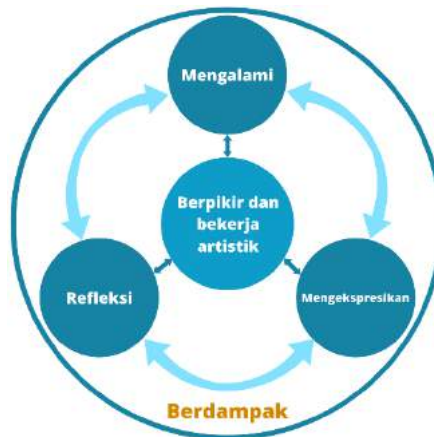 Mengalami
Berpikir dan
bekerja
artistik
Refleksi
Mengekspresikan
Berdampak